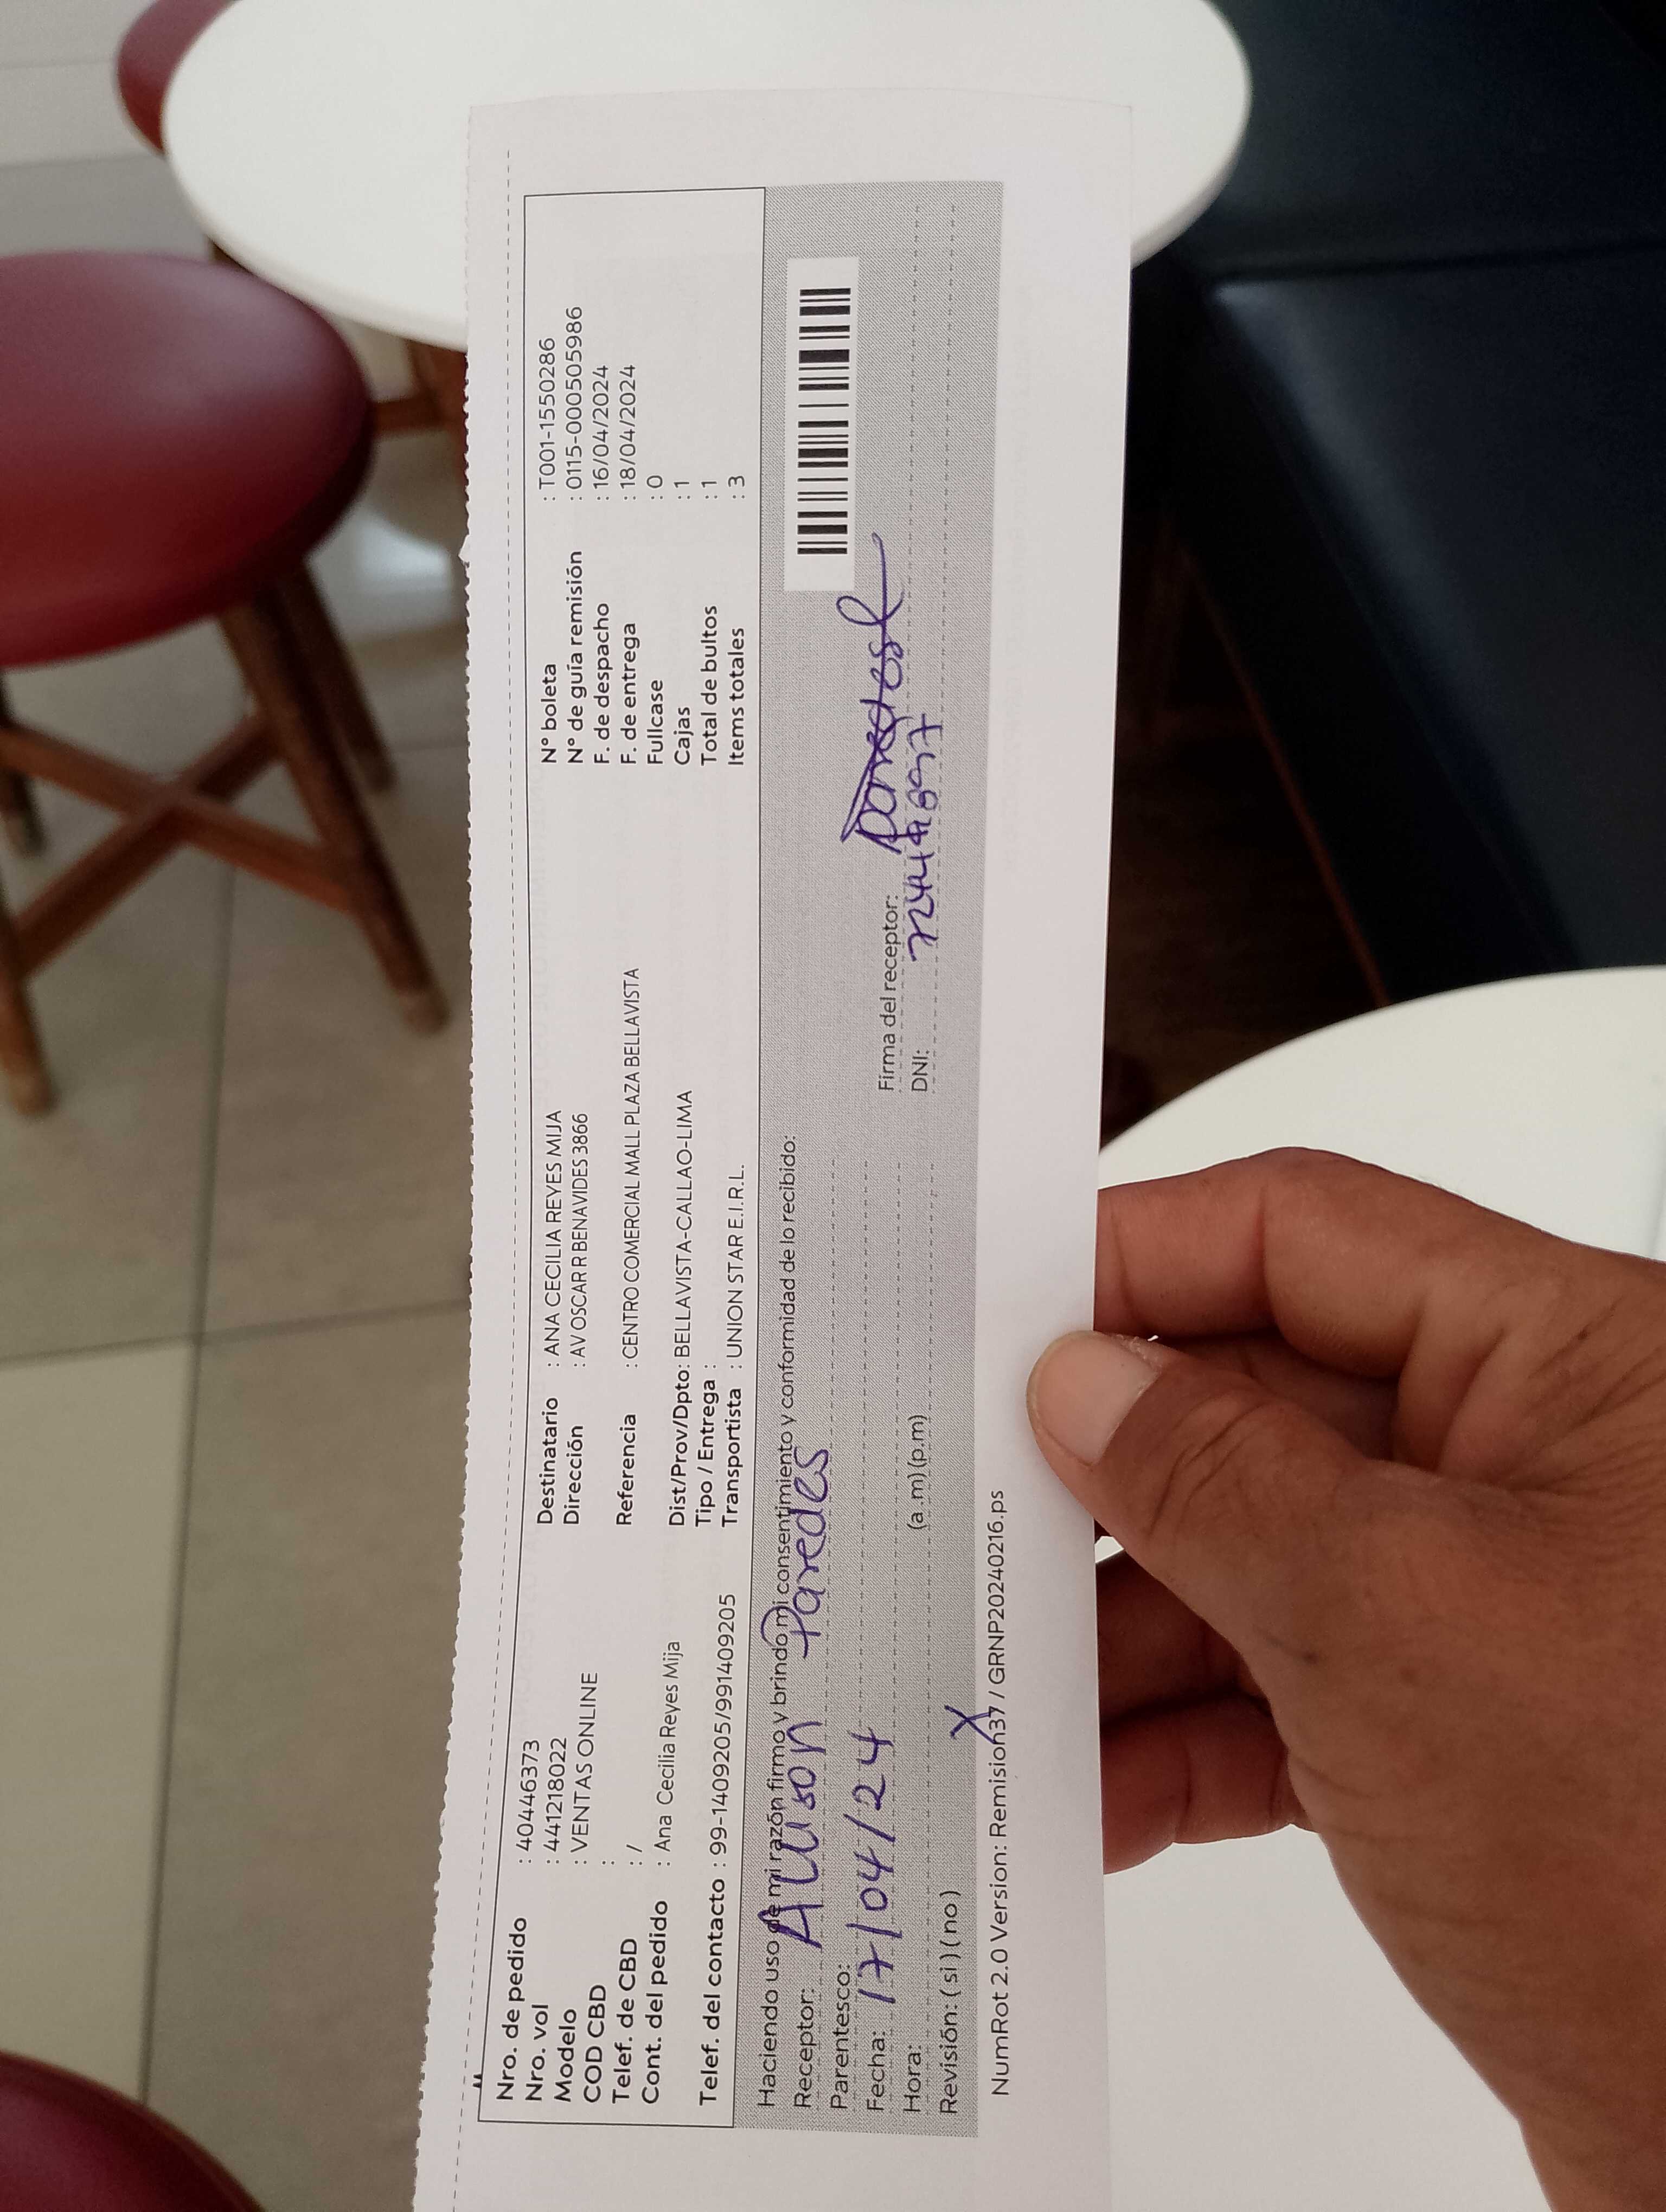 Nro. de pedido : 40446373
Nro. vol : 441218022
Modelo : VENTAS ONLINE
COD CBD :
Telef. de CBD : /
Cont. del pedido : Ana Cecilia Reyes Mija
Telef. del contacto : 99-1409205/991409205
Destinatario : ANA CECILIA REYES MIJA
Dirección : AV OSCAR R BENAVIDES 3866
Referencia : CENTRO COMERCIAL MALL PLAZA BELLAVISTA
Dist/Prov/Dpto: BELLAVISTA-CALLAO-LIMA
Tipo / Entrega :
Transportista : UNION STAR E.I.R.L.
N° boleta : T001-1550286
N° de guía remisión : 0115-000505986
F. de despacho : 16/04/2024
F. de entrega : 18/04/2024
Fullcase : 0
Cajas : 1
Total de bultos : 1
Items totales : 3
Haciendo uso de mi razón firmo y brindo mi consentimiento y conformidad de lo recibido:
Receptor: Alison Paredes
Parentesco:
Fecha: 17/04/24
Hora: (a.m)(p.m)
Revisión: ( si ) ( no ) X
Firma del receptor: Paredes
DNI:
NumRot 2.0 Version: Remision37 / GRNP20240216.ps